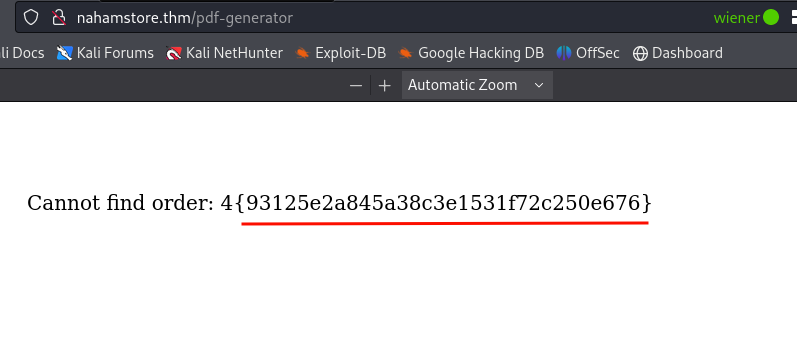 nahamstore.thm/pdf-generator
wiener
li Docs Kali Forums Kali NetHunter Exploit-DB Google Hacking DB OffSec Dashboard
Automatic Zoom
Cannot find order: 4{93125e2a845a38c3e1531f72c250e676}